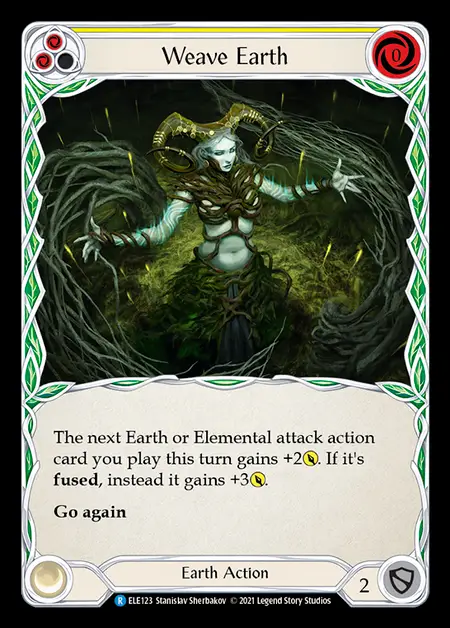 Weave Earth
0
The next Earth or Elemental attack action
card you play this turn gains +2. If it's
fused, instead it gains +3.
Go again
Earth Action
2
R ELE123 Stanislav Sherbakov © 2021 Legend Story Studios